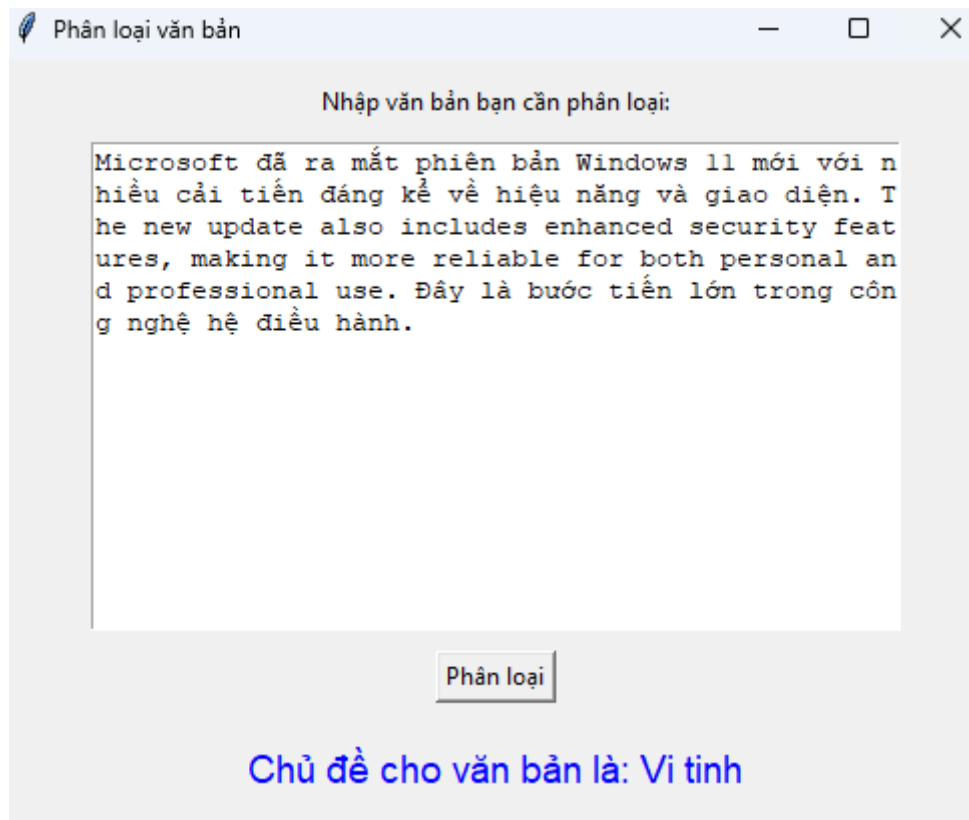 Phân loại văn bản
Nhập văn bản bạn cần phân loại:
Microsoft đã ra mắt phiên bản Windows 11 mới với n
hiều cải tiến đáng kể về hiệu năng và giao diện. T
he new update also includes enhanced security feat
ures, making it more reliable for both personal an
d professional use. Đây là bước tiến lớn trong côn
g nghệ hệ điều hành.
Phân loại
Chủ đề cho văn bản là: Vi tinh